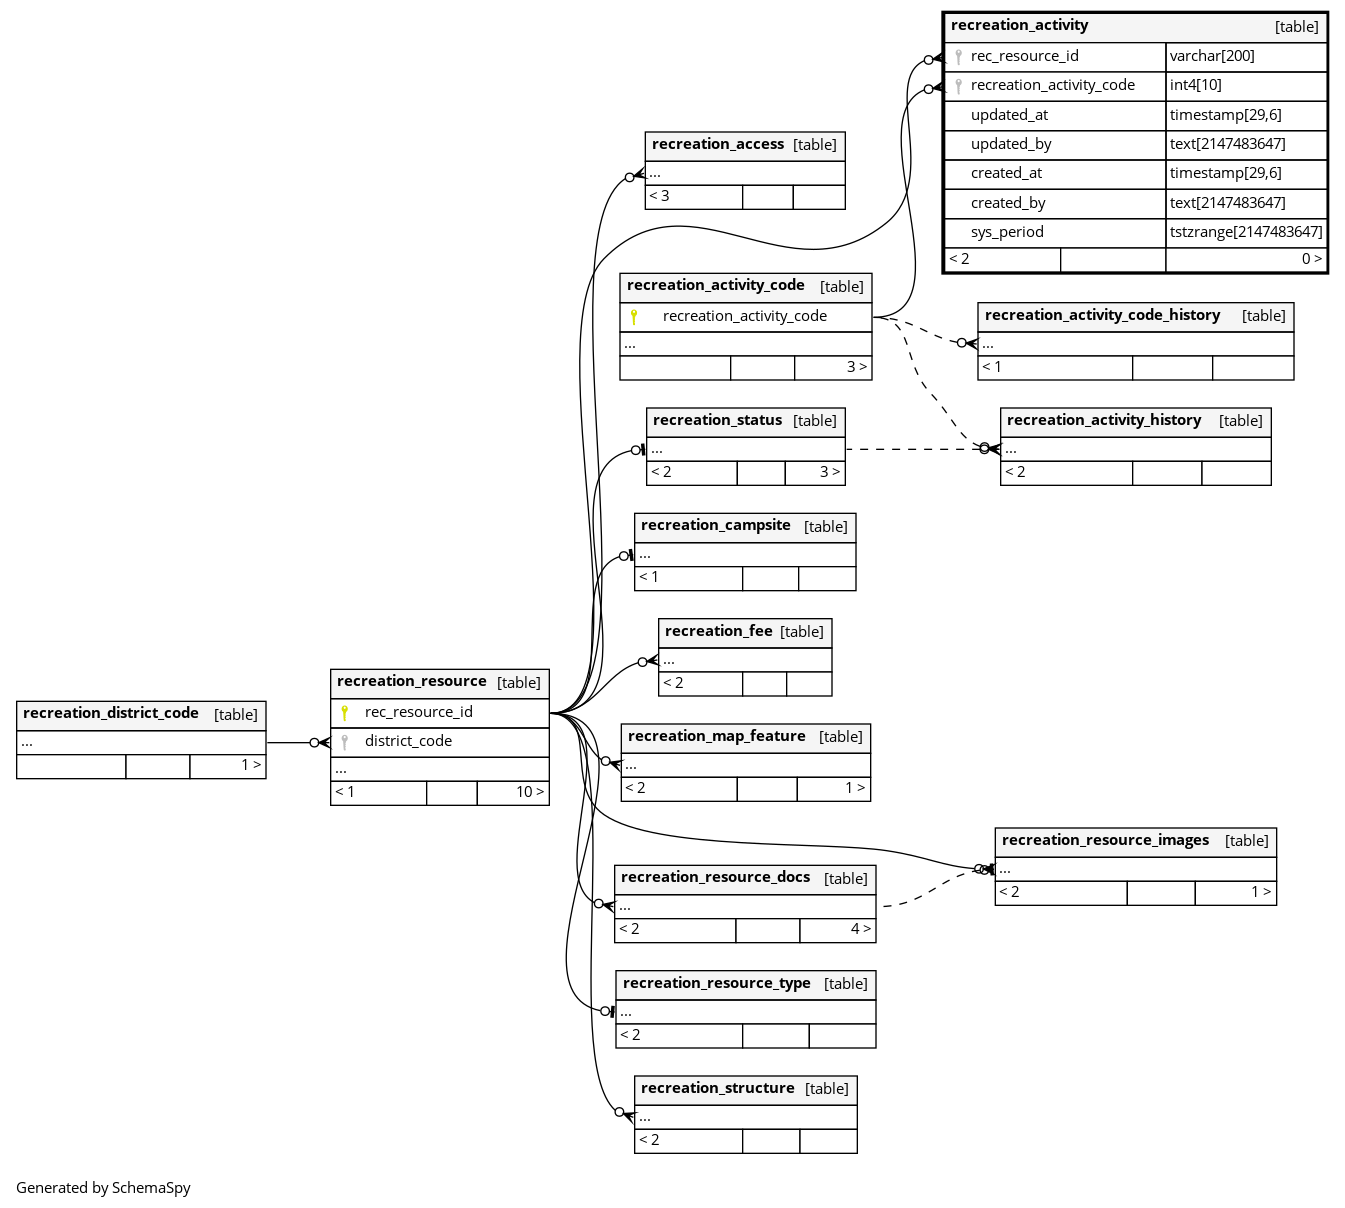 recreation_activity [table]
rec_resource_id varchar[200]
recreation_activity_code int4[10]
updated_at timestamp[29,6]
updated_by text[2147483647]
created_at timestamp[29,6]
created_by text[2147483647]
sys_period tstzrange[2147483647]
< 2 0 >
recreation_access [table]
...
< 3
recreation_activity_code [table]
recreation_activity_code
...
3 >
recreation_activity_code_history [table]
...
< 1
recreation_status [table]
...
< 2 3 >
recreation_activity_history [table]
...
< 2
recreation_campsite [table]
...
< 1
recreation_fee [table]
...
< 2
recreation_district_code [table]
...
1 >
recreation_resource [table]
rec_resource_id
district_code
...
< 1 10 >
recreation_map_feature [table]
...
< 2 1 >
recreation_resource_images [table]
...
< 2 1 >
recreation_resource_docs [table]
...
< 2 4 >
recreation_resource_type [table]
...
< 2
recreation_structure [table]
...
< 2
Generated by SchemaSpy